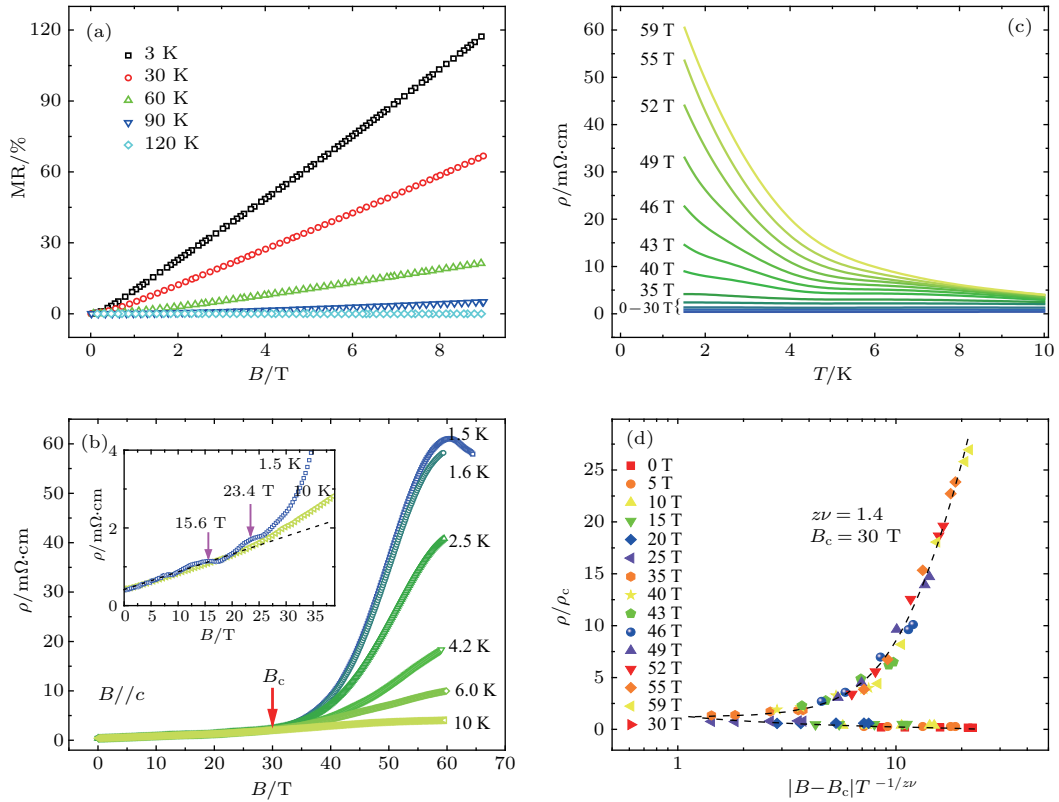 (a)
3 K
30 K
60 K
90 K
120 K
MR/%
120
90
60
30
0
0 2 4 6 8
B/T
(c)
59 T
55 T
52 T
49 T
46 T
43 T
40 T
35 T
0−30 T{
ρ/mΩ·cm
60
50
40
30
20
10
0
0 2 4 6 8 10
T/K
(b)
1.5 K
1.6 K
2.5 K
4.2 K
6.0 K
10 K
B//c
Bc
ρ/mΩ·cm
60
50
40
30
20
10
0
0 10 20 30 40 50 60 70
B/T
1.5 K
23.4 T
10 K
15.6 T
ρ/mΩ·cm
4
2
0
0 5 10 15 20 25 30 35
B/T
(d)
0 T
5 T
10 T
15 T
20 T
25 T
35 T
40 T
43 T
46 T
49 T
52 T
55 T
59 T
30 T
zν = 1.4
Bc = 30 T
ρ/ρc
25
20
15
10
5
0
1 10
|B−Bc|T −1/zν